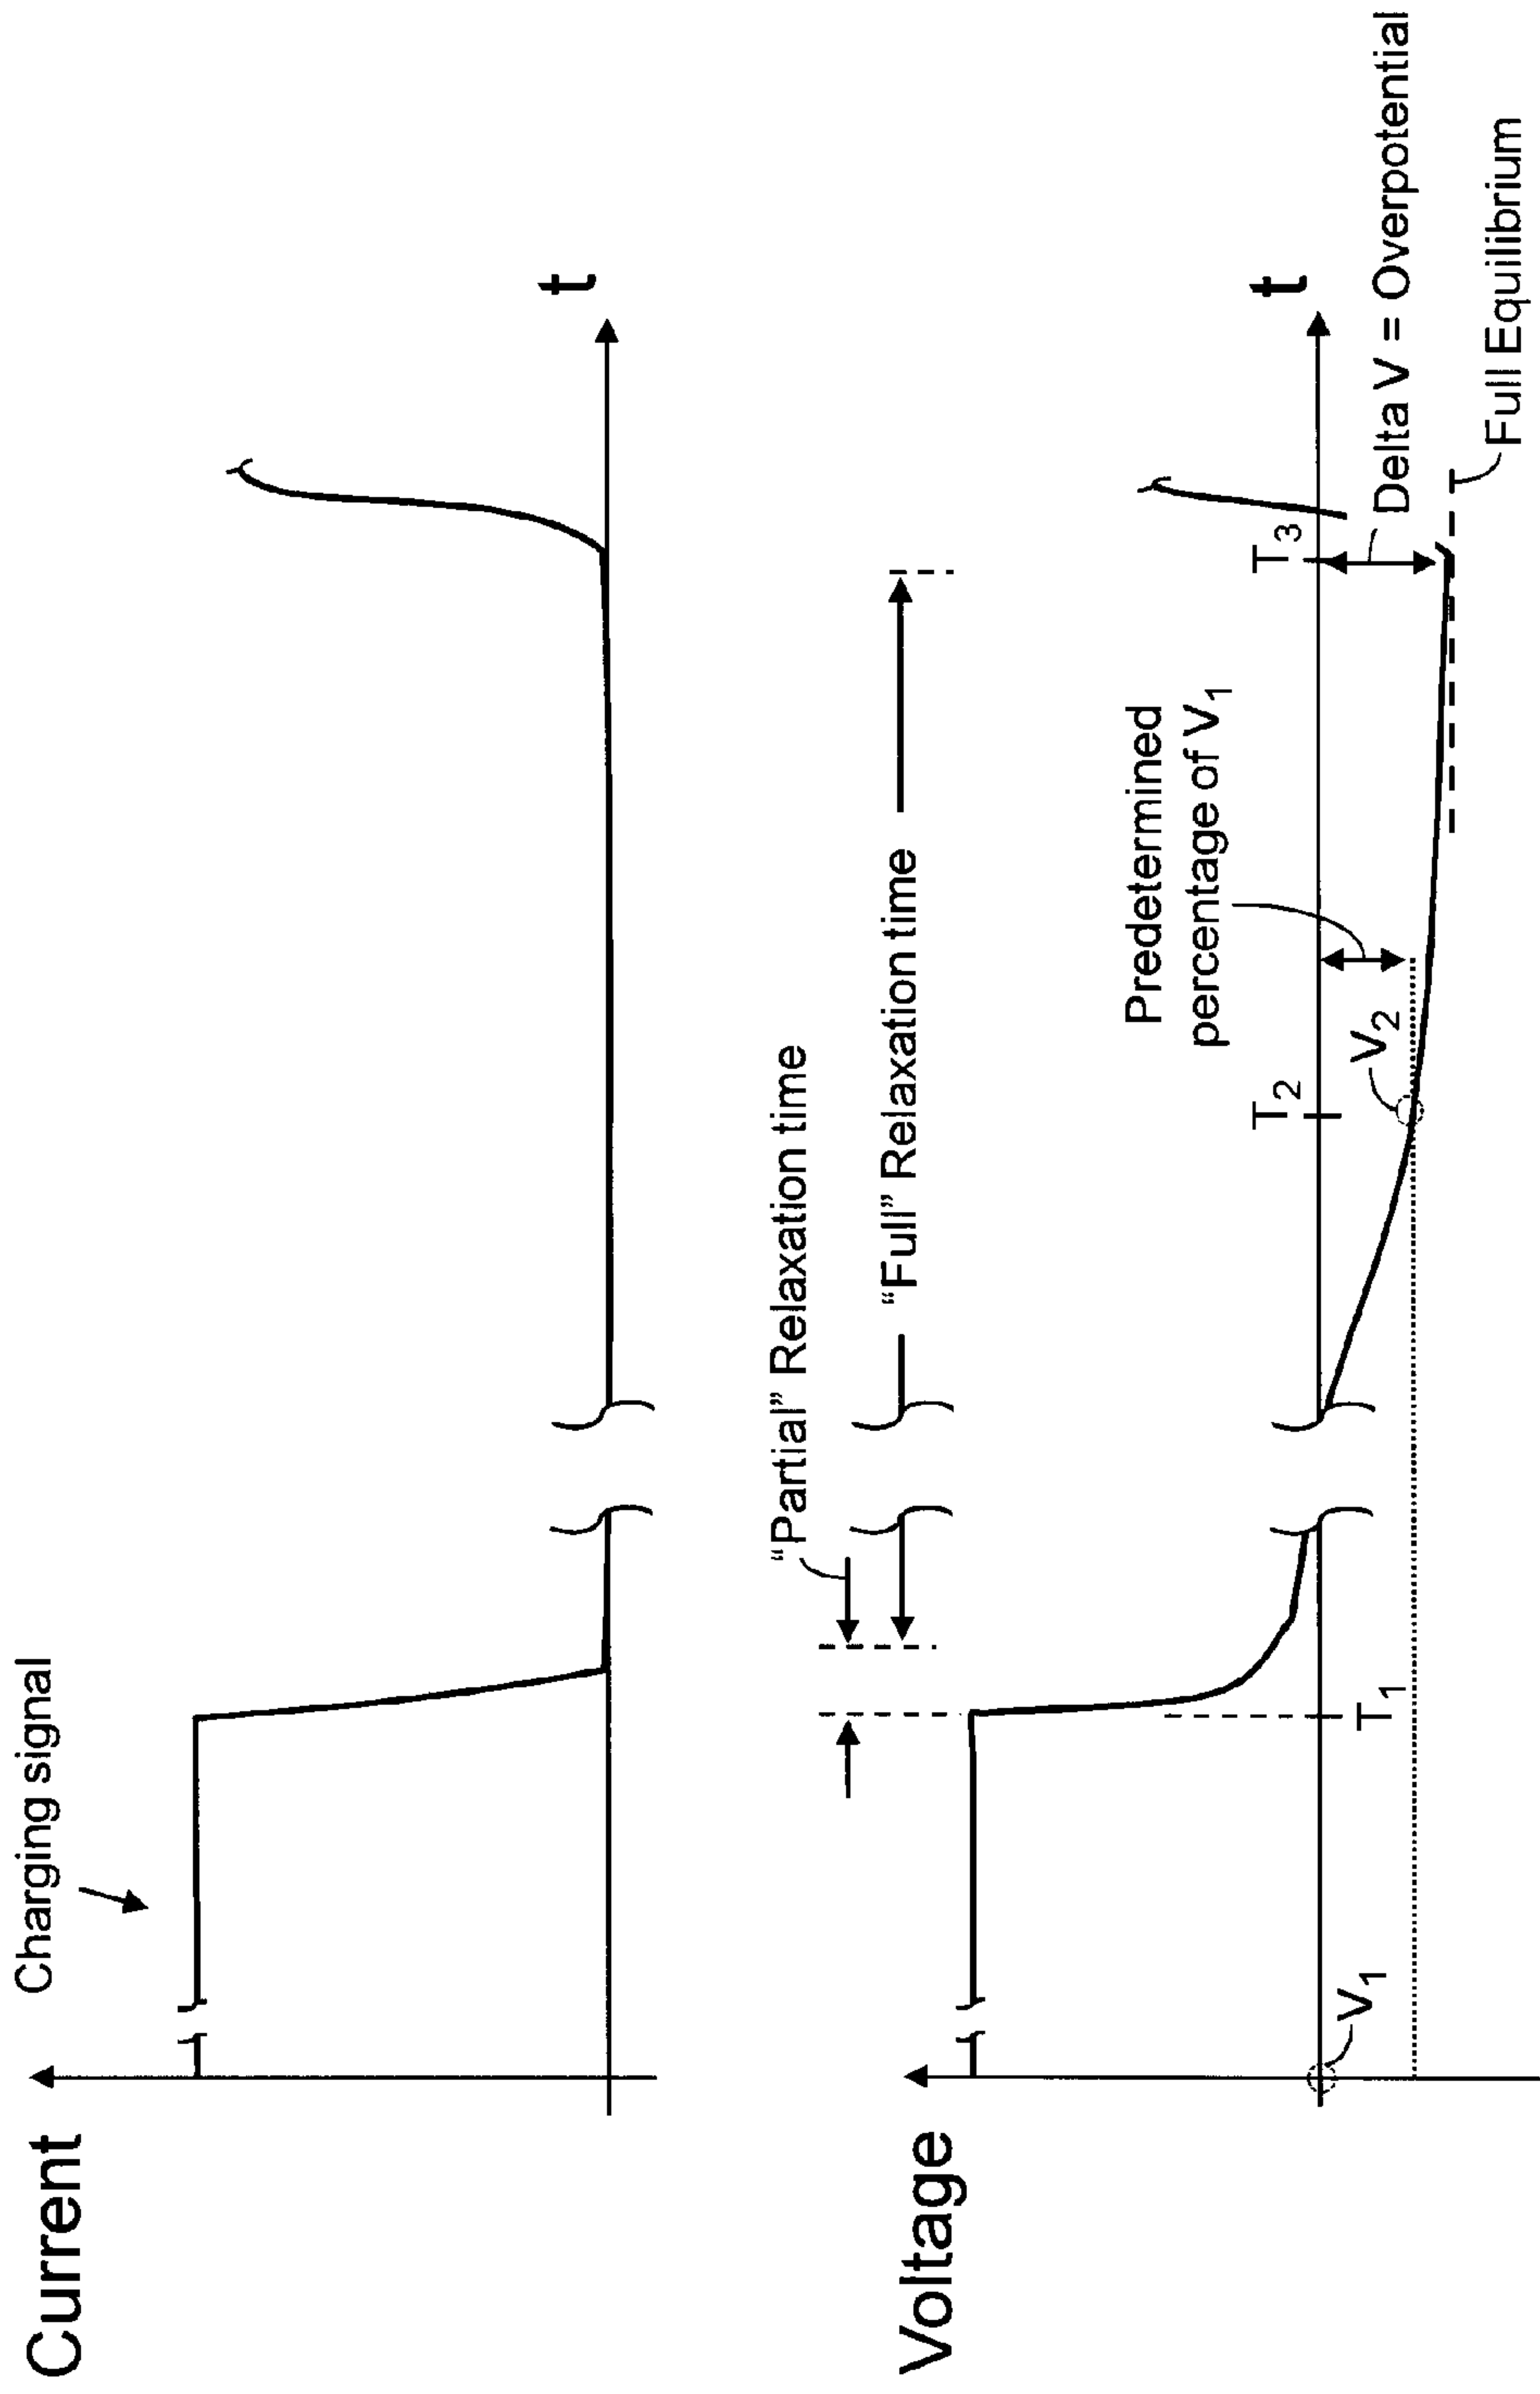 Current
Charging signal
t
"Partial" Relaxation time
"Full" Relaxation time
Voltage
V1
T1
T2
V2
Predetermined
percentage of V1
T3
t
Delta V = Overpotential
Full Equilibrium